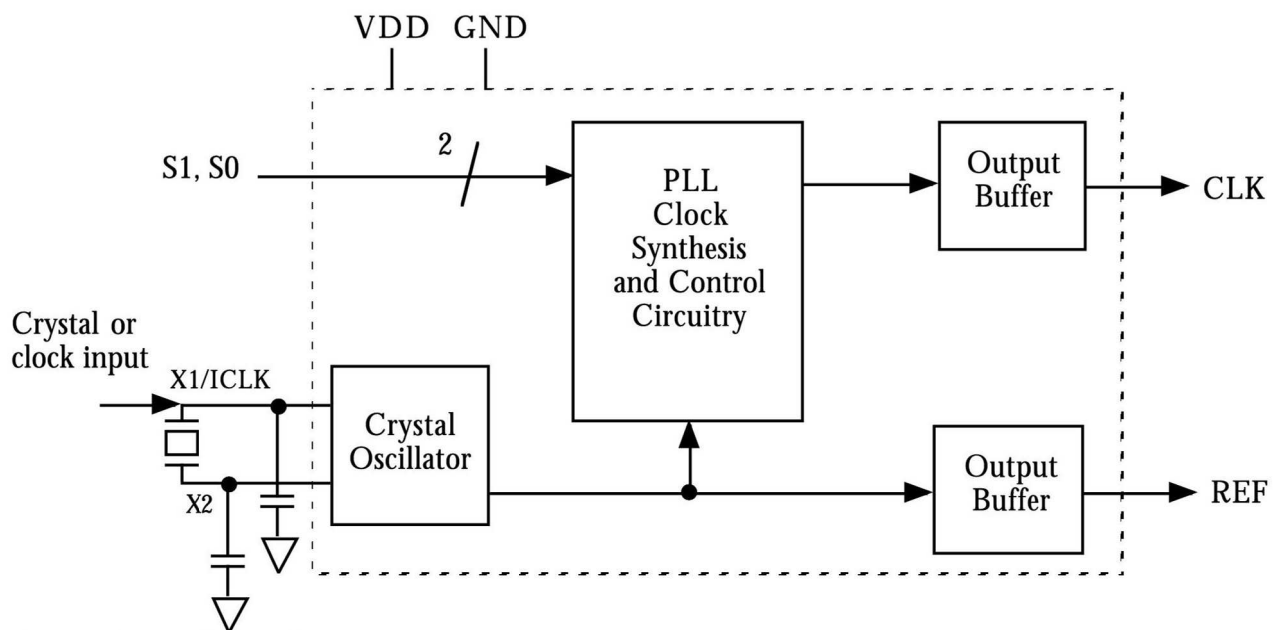 VDD GND
2
S1, S0
PLL
Clock
Synthesis
and Control
Circuitry
Output
Buffer
CLK
Crystal or
clock input
X1/ICLK
X2
Crystal
Oscillator
Output
Buffer
REF